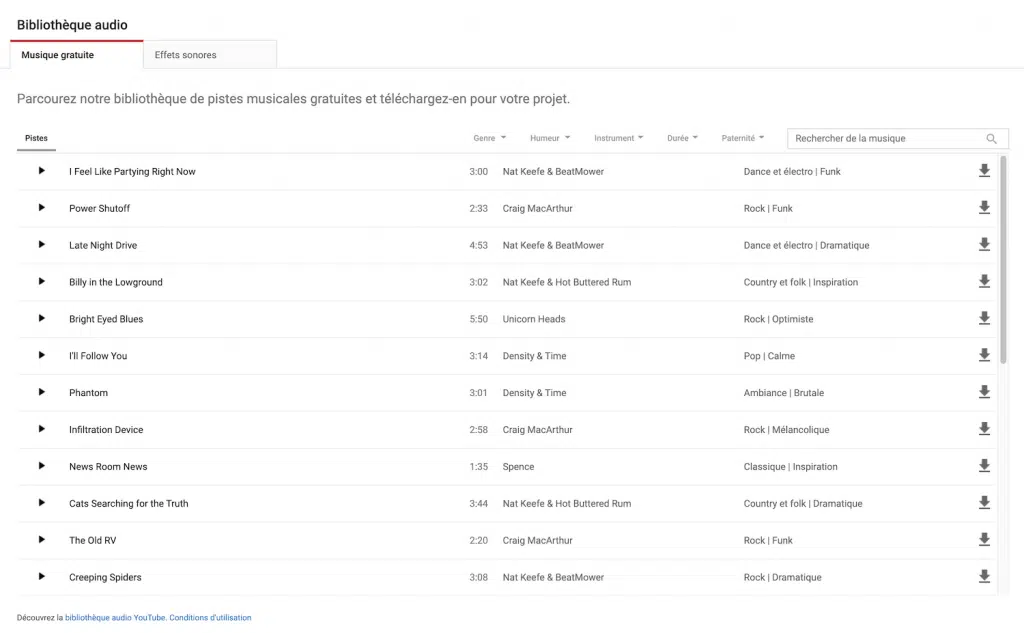 Bibliothèque audio
Musique gratuite Effets sonores
Parcourez notre bibliothèque de pistes musicales gratuites et téléchargez-en pour votre projet.
Pistes Genre Humeur Instrument Durée Paternité Rechercher de la musique
I Feel Like Partying Right Now 3:00 Nat Keefe & BeatMower Dance et électro | Funk
Power Shutoff 2:33 Craig MacArthur Rock | Funk
Late Night Drive 4:53 Nat Keefe & BeatMower Dance et électro | Dramatique
Billy in the Lowground 3:02 Nat Keefe & Hot Buttered Rum Country et folk | Inspiration
Bright Eyed Blues 5:50 Unicorn Heads Rock | Optimiste
I'll Follow You 3:14 Density & Time Pop | Calme
Phantom 3:01 Density & Time Ambiance | Brutale
Infiltration Device 2:58 Craig MacArthur Rock | Mélancolique
News Room News 1:35 Spence Classique | Inspiration
Cats Searching for the Truth 3:44 Nat Keefe & Hot Buttered Rum Country et folk | Dramatique
The Old RV 2:20 Craig MacArthur Rock | Funk
Creeping Spiders 3:08 Nat Keefe & BeatMower Rock | Dramatique
Découvrez la bibliothèque audio YouTube. Conditions d'utilisation